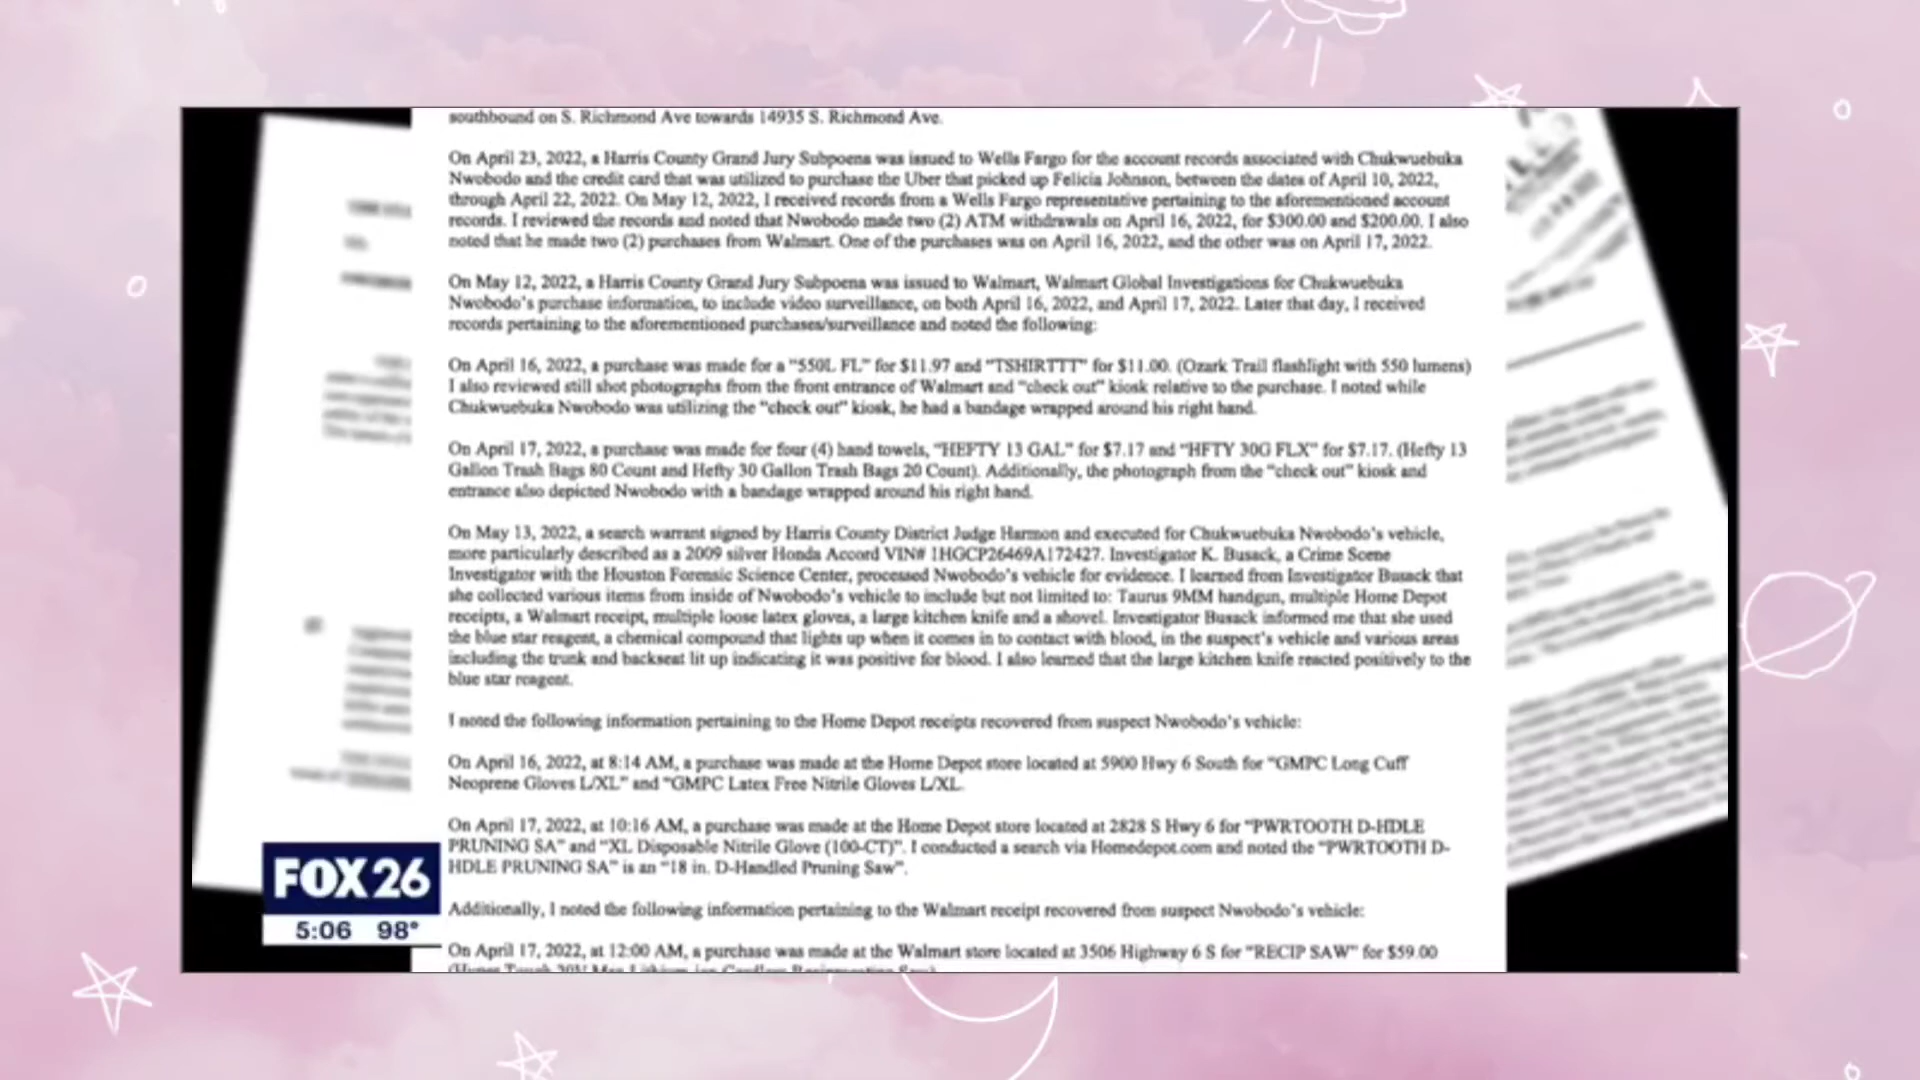 southbound on S. Richmond Ave towards 14935 S. Richmond Ave.
On April 23, 2022, a Harris County Grand Jury Subpoena was issued to Wells Fargo for the account records associated with Chukwuebuka
Nwobodo and the credit card that was utilized to purchase the Uber that picked up Felicia Johnson, between the dates of April 10, 2022,
through April 22, 2022. On May 12, 2022, I received records from a Wells Fargo representative pertaining to the aforementioned account
records. I reviewed the records and noted that Nwobodo made two (2) ATM withdrawals on April 16, 2022, for $300.00 and $200.00. I also
noted that he made two (2) purchases from Walmart. One of the purchases was on April 16, 2022, and the other was on April 17, 2022.
On May 12, 2022, a Harris County Grand Jury Subpoena was issued to Walmart, Walmart Global Investigations for Chukwuebuka
Nwobodo's purchase information, to include video surveillance, on both April 16, 2022, and April 17, 2022. Later that day, I received
records pertaining to the aforementioned purchases/surveillance and noted the following:
On April 16, 2022, a purchase was made for a "550L FL" for $11.97 and "TSHIRTTT" for $11.00. (Ozark Trail flashlight with 550 lumens)
I also reviewed still shot photographs from the front entrance of Walmart and "check out" kiosk relative to the purchase. I noted while
Chukwuebuka Nwobodo was utilizing the "check out" kiosk, he had a bandage wrapped around his right hand.
On April 17, 2022, a purchase was made for four (4) hand towels, "HEFTY 13 GAL" for $7.17 and "HFTY 30G FLX" for $7.17. (Hefty 13
Gallon Trash Bags 80 Count and Hefty 30 Gallon Trash Bags 20 Count). Additionally, the photograph from the "check out" kiosk and
entrance also depicted Nwobodo with a bandage wrapped around his right hand.
On May 13, 2022, a search warrant signed by Harris County District Judge Harmon and executed for Chukwuebuka Nwobodo's vehicle,
more particularly described as a 2009 silver Honda Accord VIN# 1HGCP26469A172427. Investigator K. Busack, a Crime Scene
Investigator with the Houston Forensic Science Center, processed Nwobodo's vehicle for evidence. I learned from Investigator Busack that
she collected various items from inside of Nwobodo's vehicle to include but not limited to: Taurus 9MM handgun, multiple Home Depot
receipts, a Walmart receipt, multiple loose latex gloves, a large kitchen knife and a shovel. Investigator Busack informed me that she used
the blue star reagent, a chemical compound that lights up when it comes in to contact with blood, in the suspect's vehicle and various areas
including the trunk and backseat lit up indicating it was positive for blood. I also learned that the large kitchen knife reacted positively to the
blue star reagent.
I noted the following information pertaining to the Home Depot receipts recovered from suspect Nwobodo's vehicle:
On April 16, 2022, at 8:14 AM, a purchase was made at the Home Depot store located at 5900 Hwy 6 South for "GMPC Long Cuff
Neoprene Gloves L/XL" and "GMPC Latex Free Nitrile Gloves L/XL.
On April 17, 2022, at 10:16 AM, a purchase was made at the Home Depot store located at 2828 S Hwy 6 for "PWRTOOTH D-HDLE
PRUNING SA" and "XL Disposable Nitrile Glove (100-CT)". I conducted a search via Homedepot.com and noted the "PWRTOOTH D-
HDLE PRUNING SA" is an "18 in. D-Handled Pruning Saw".
Additionally, I noted the following information pertaining to the Walmart receipt recovered from suspect Nwobodo's vehicle:
On April 17, 2022, at 12:00 AM, a purchase was made at the Walmart store located at 3506 Highway 6 S for "RECIP SAW" for $59.00
FOX 26
5:06 98°